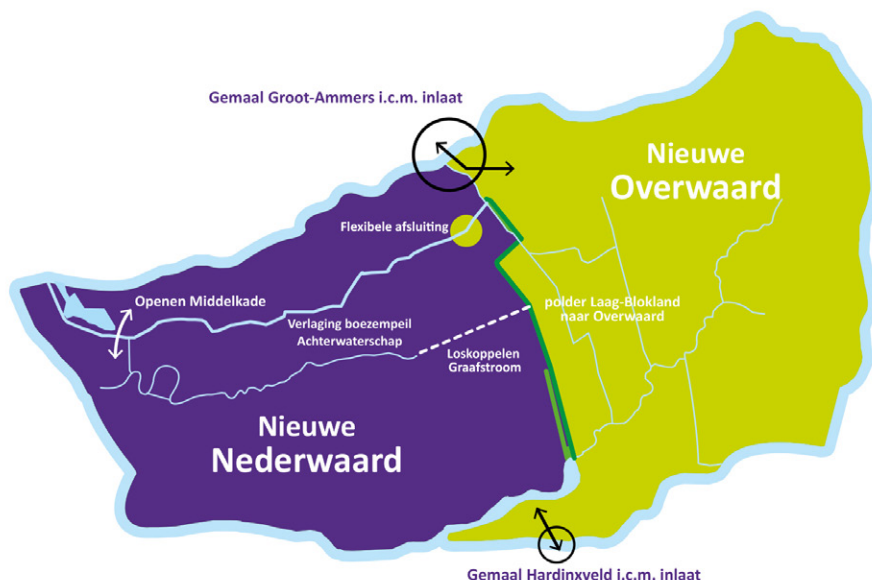 Gemaal Groot-Ammers i.c.m. inlaat
Nieuwe
Overwaard
Flexibele afsluiting
Openen Middelkade
Verlaging boezempeil
Achterwaterschap
polder Laag-Blokland
naar Overwaard
Loskoppelen
Graafstroom
Nieuwe
Nederwaard
Gemaal Hardinxveld i.c.m. inlaat